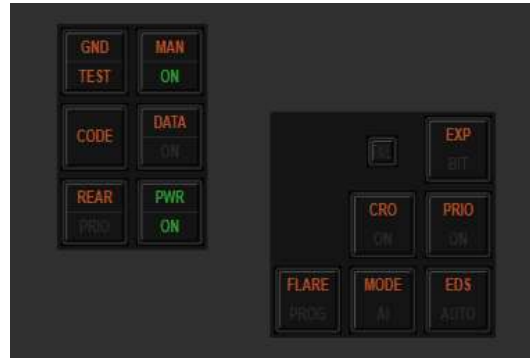 GND
TEST
MAN
ON
CODE
DATA
ON
REAR
PRIO
PWR
ON
EXP
BIT
CRO
ON
PRIO
ON
FLARE
PROG
MODE
AI
EDS
AUTO